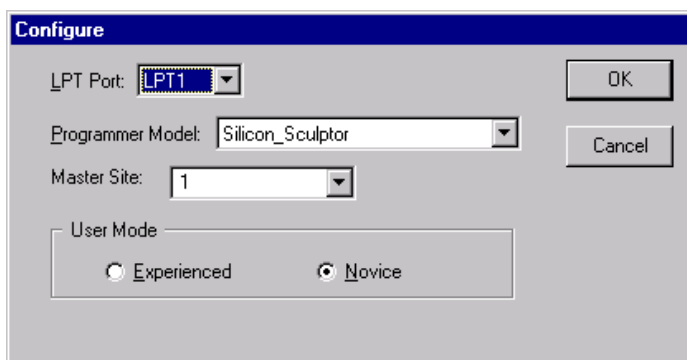 Configure
LPT Port: LPT1
OK
Programmer Model: Silicon_Sculptor
Cancel
Master Site: 1
User Mode
Experienced Novice